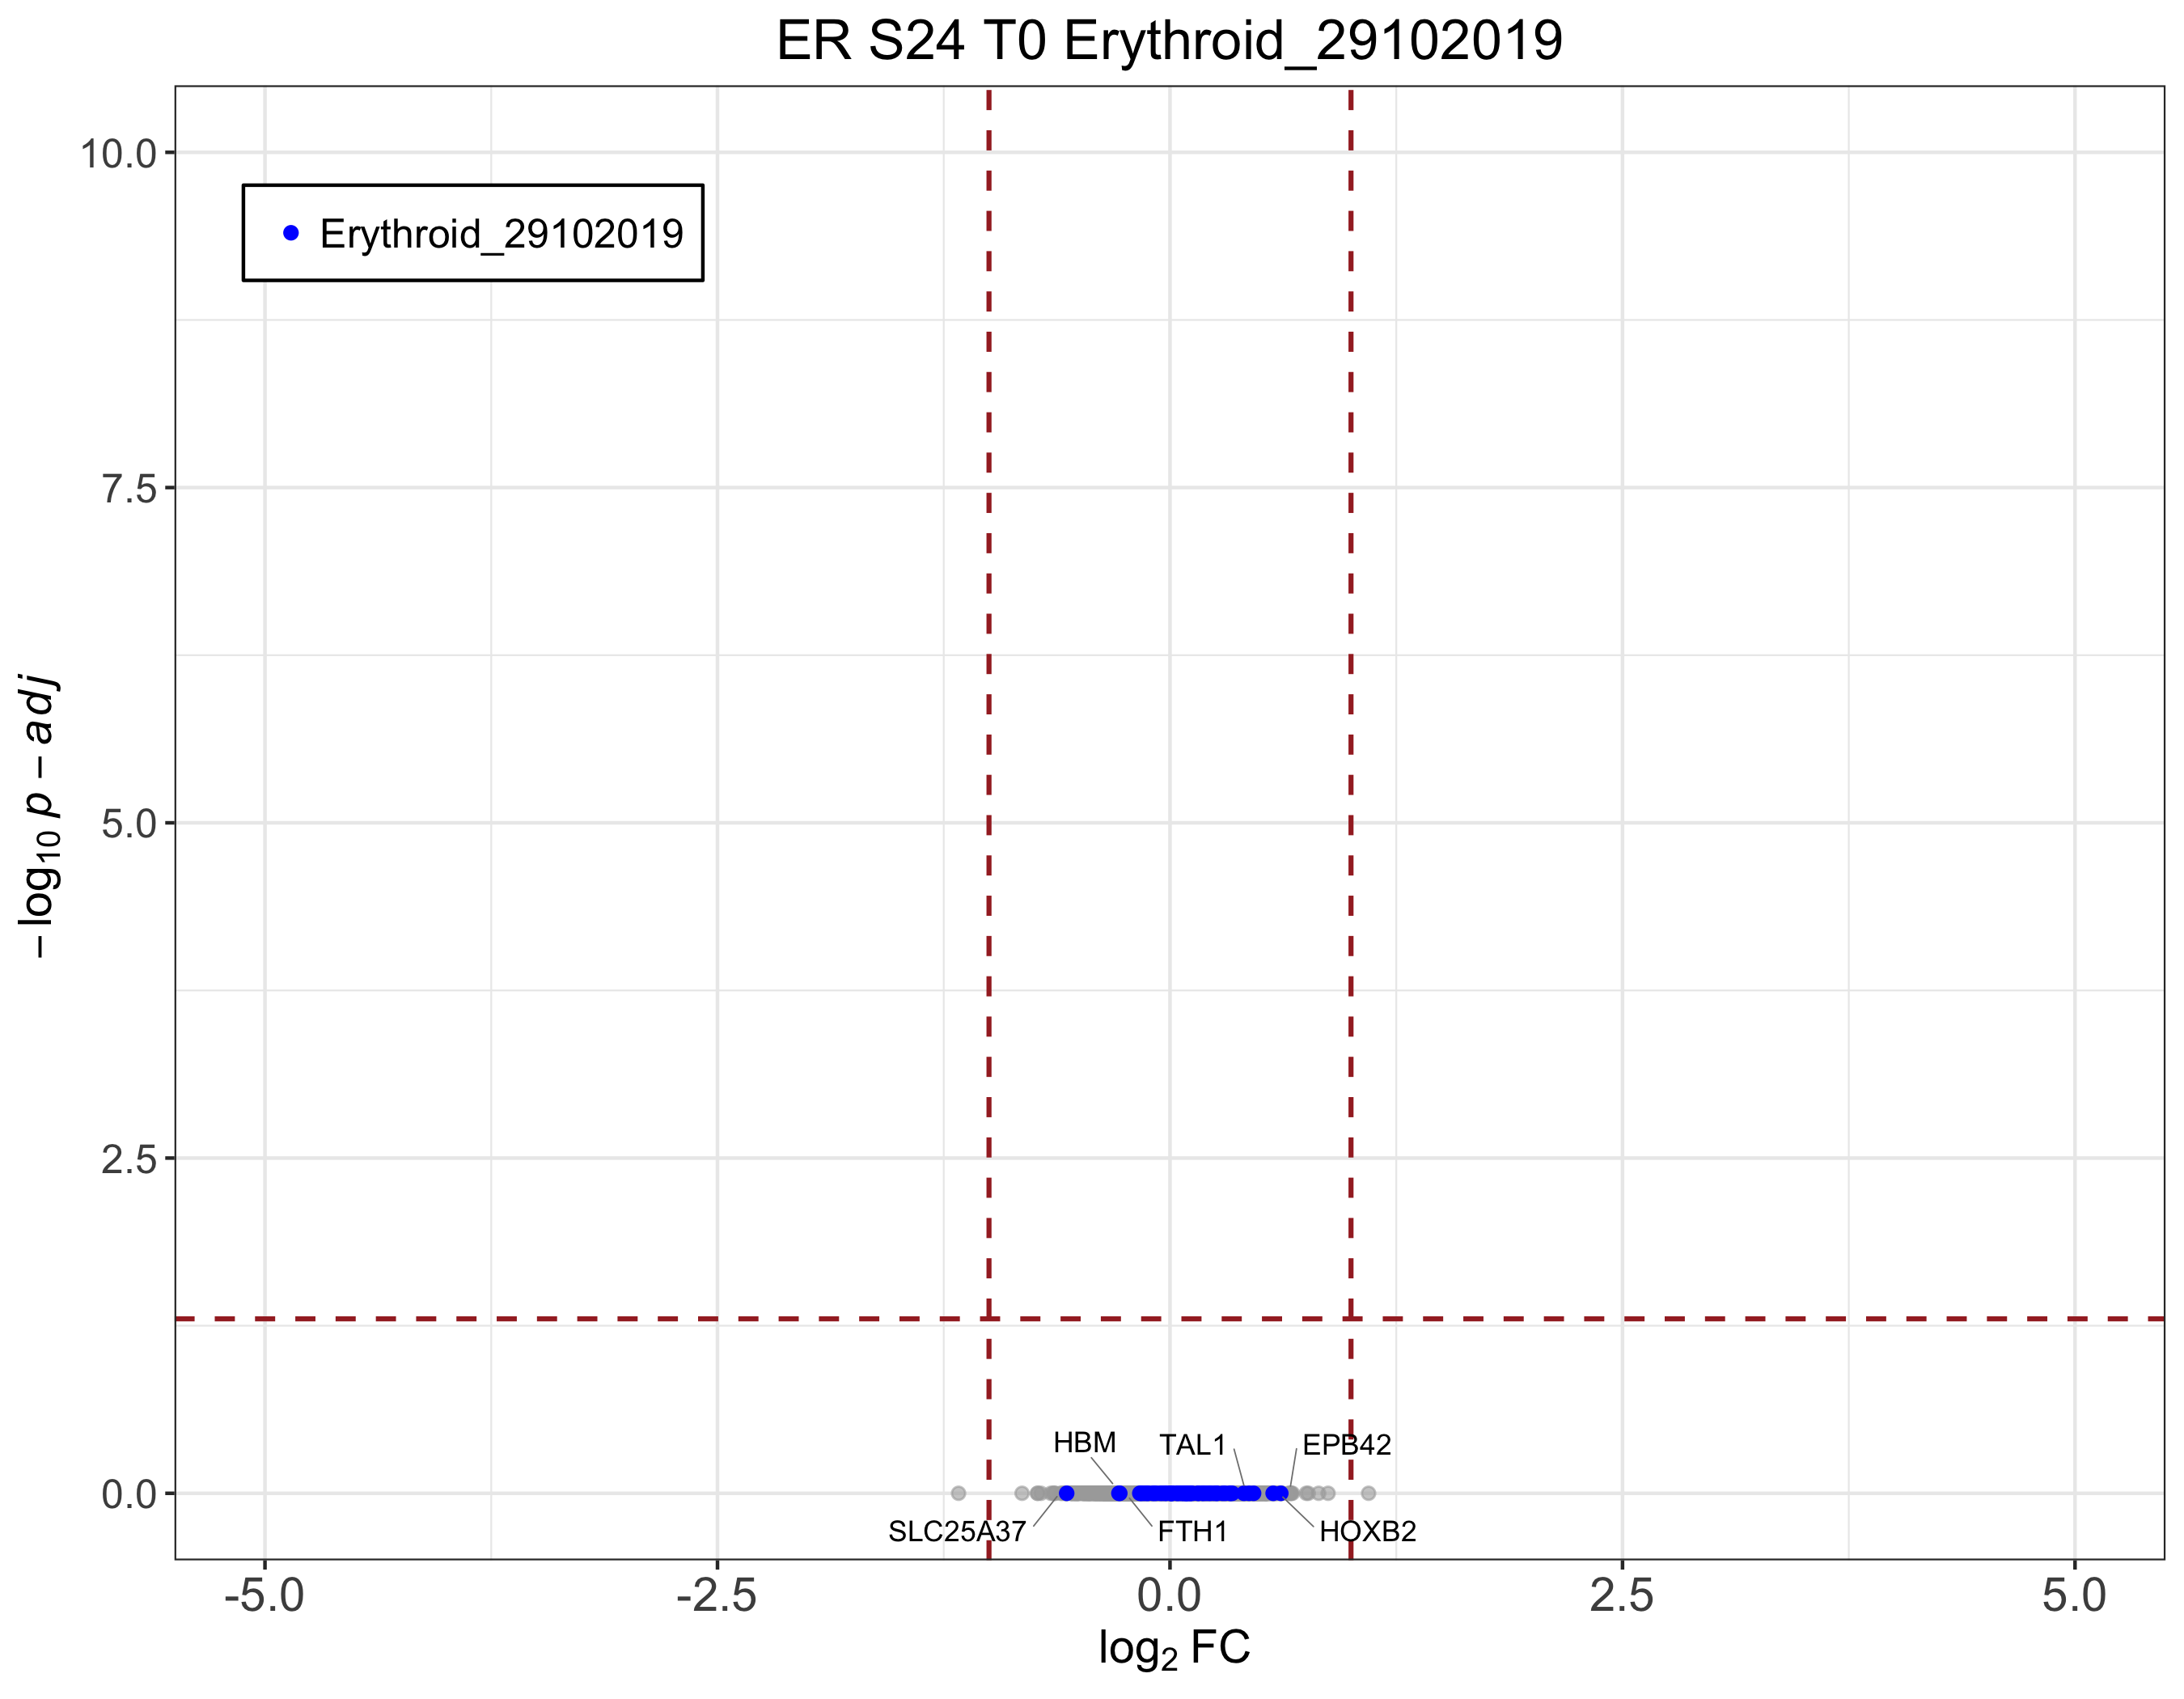 ER S24 T0 Erythroid_29102019
10.0
Erythroid_29102019
7.5
5.0
2.5
0.0
−log10 p − adj
HBM
TAL1
EPB42
SLC25A37
FTH1
HOXB2
-5.0
-2.5
0.0
2.5
5.0
log2 FC